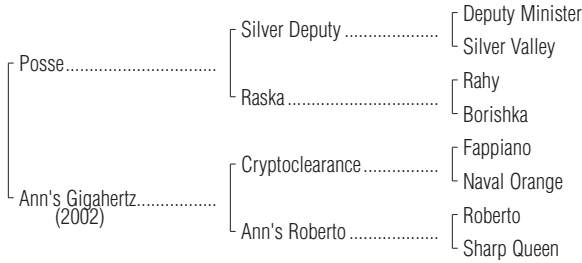 Deputy Minister
Silver Deputy ....................
Silver Valley
Posse................................
Rahy
Raska ................................
Borishka
Fappiano
Cryptoclearance ................
Naval Orange
Ann's Gigahertz.................
(2002)
Roberto
Ann's Roberto ...................
Sharp Queen